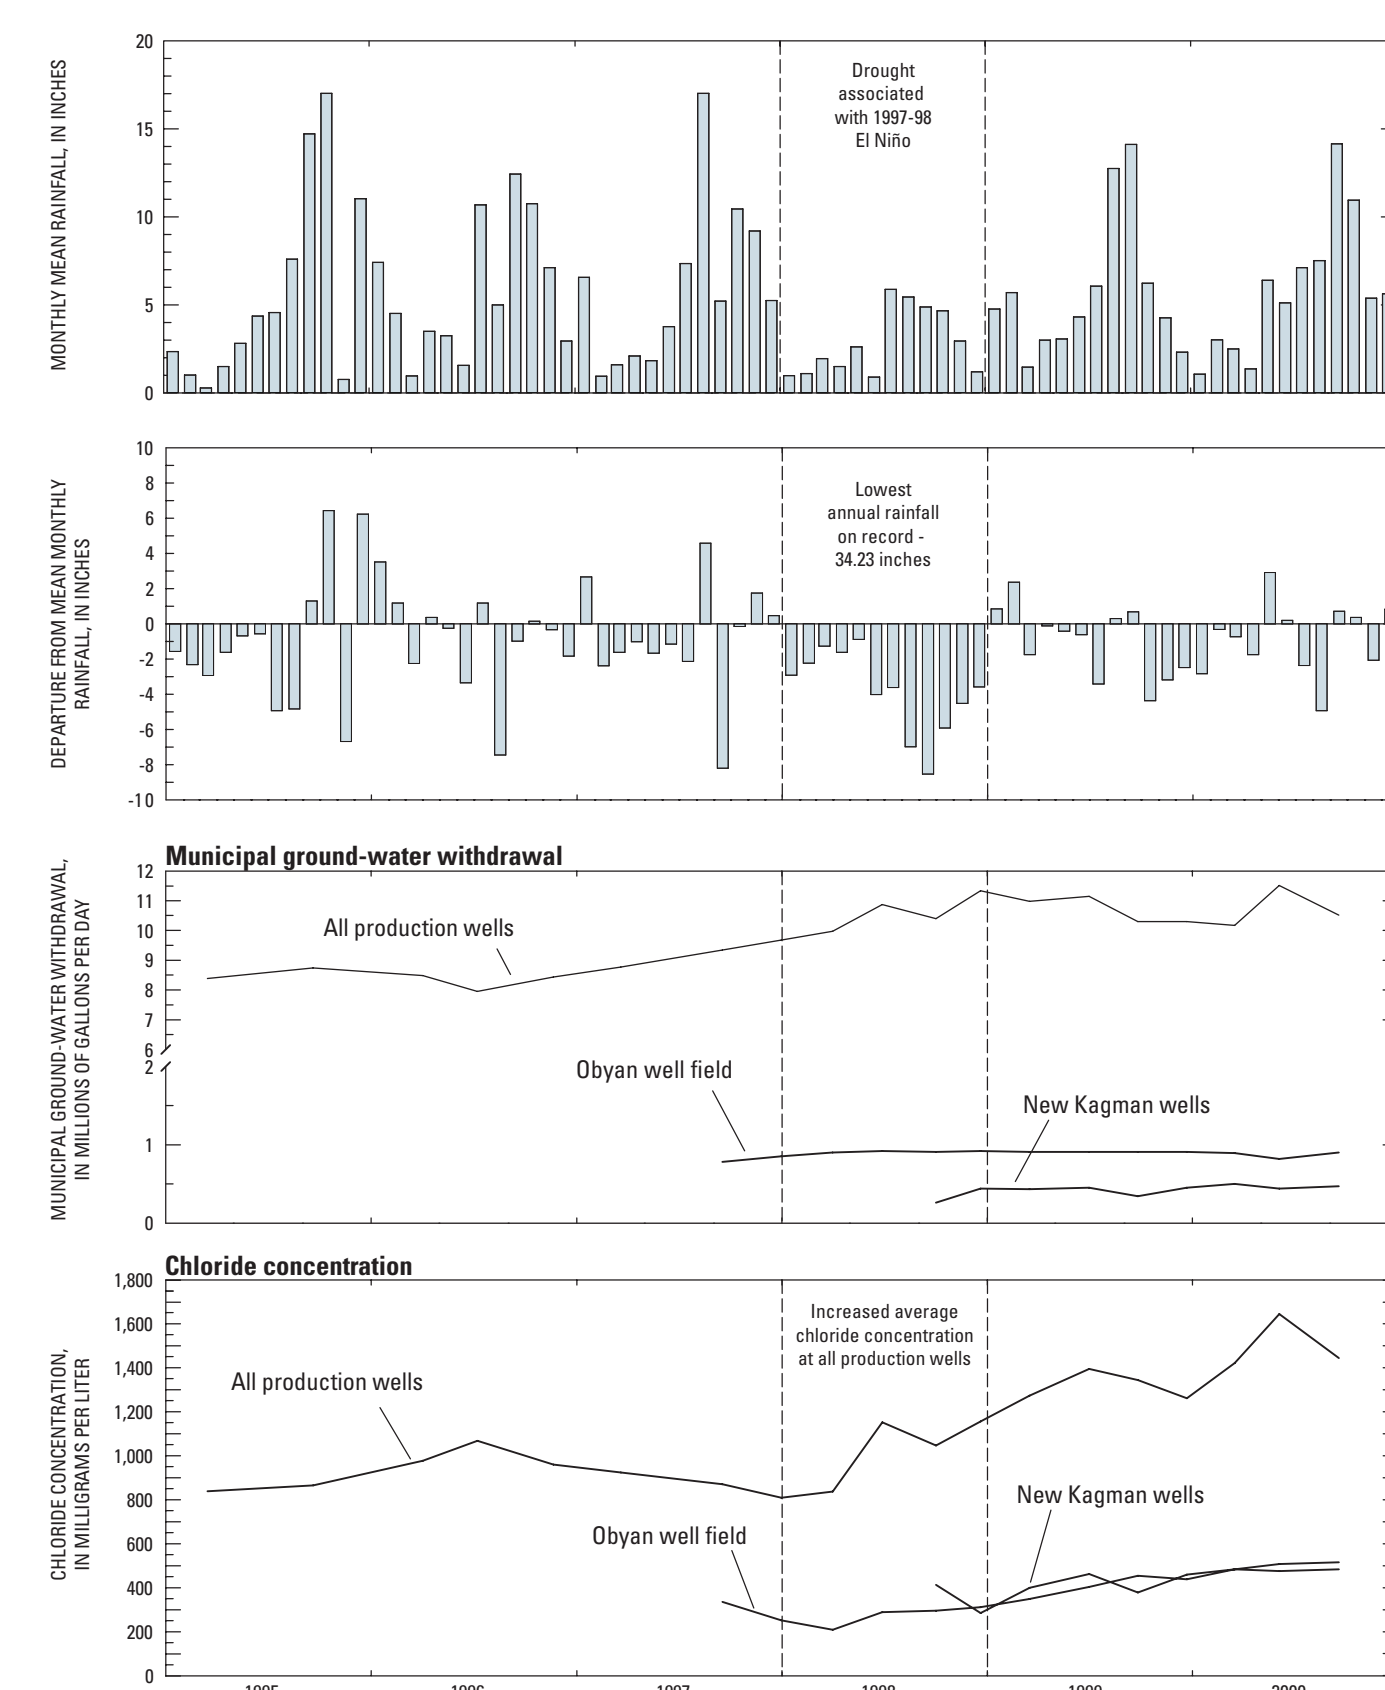 MONTHLY MEAN RAINFALL, IN INCHES
20
15
10
5
0
Drought
associated
with 1997-98
El Niño
DEPARTURE FROM MEAN MONTHLY
RAINFALL, IN INCHES
10
8
6
4
2
0
-2
-4
-6
-8
-10
Lowest
annual rainfall
on record -
34.23 inches
Municipal ground-water withdrawal
MUNICIPAL GROUND-WATER WITHDRAWAL,
IN MILLIONS OF GALLONS PER DAY
12
11
10
9
8
7
6
2
1
0
All production wells
Obyan well field
New Kagman wells
Chloride concentration
CHLORIDE CONCENTRATION,
IN MILLIGRAMS PER LITER
1,800
1,600
1,400
1,200
1,000
800
600
400
200
0
Increased average
chloride concentration
at all production wells
All production wells
Obyan well field
New Kagman wells
1995 1996 1997 1998 1999 2000